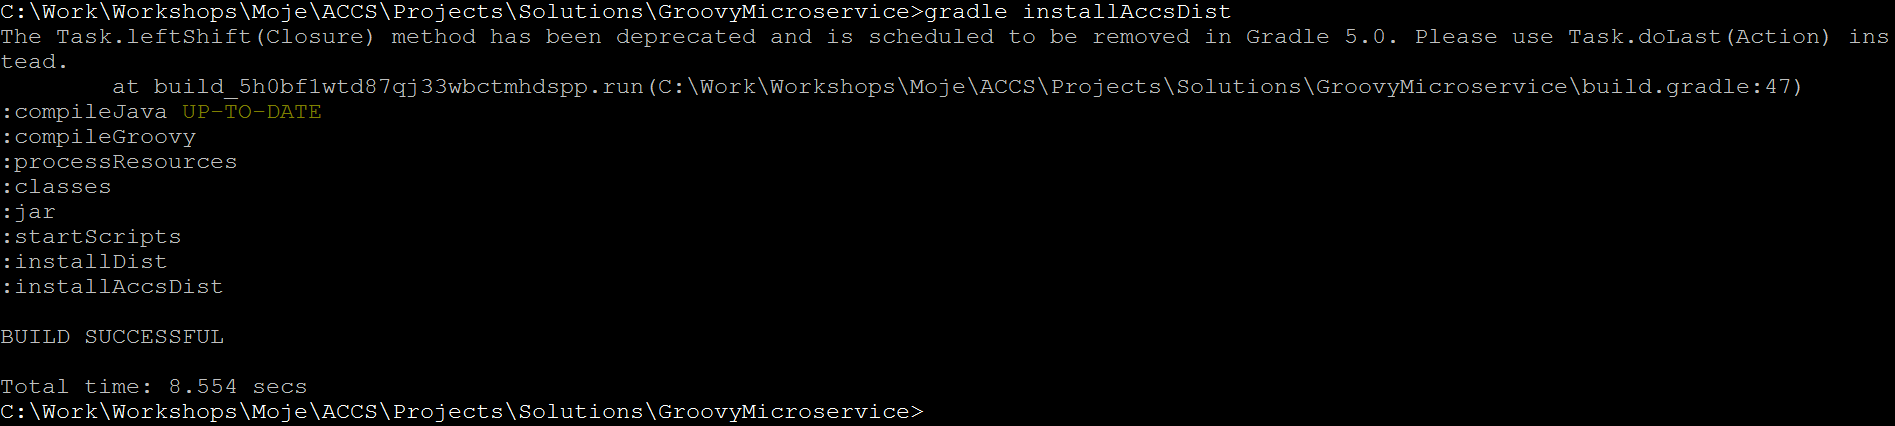 C:\Work\Workshops\Moje\ACCS\Projects\Solutions\GroovyMicroservice>gradle installAccsDist
The Task.leftShift(Closure) method has been deprecated and is scheduled to be removed in Gradle 5.0. Please use Task.doLast(Action) ins
tead.
        at build_5h0bf1wtd87qj33wbctmhdspp.run(C:\Work\Workshops\Moje\ACCS\Projects\Solutions\GroovyMicroservice\build.gradle:47)
:compileJava UP-TO-DATE
:compileGroovy
:processResources
:classes
:jar
:startScripts
:installDist
:installAccsDist
BUILD SUCCESSFUL
Total time: 8.554 secs
C:\Work\Workshops\Moje\ACCS\Projects\Solutions\GroovyMicroservice>